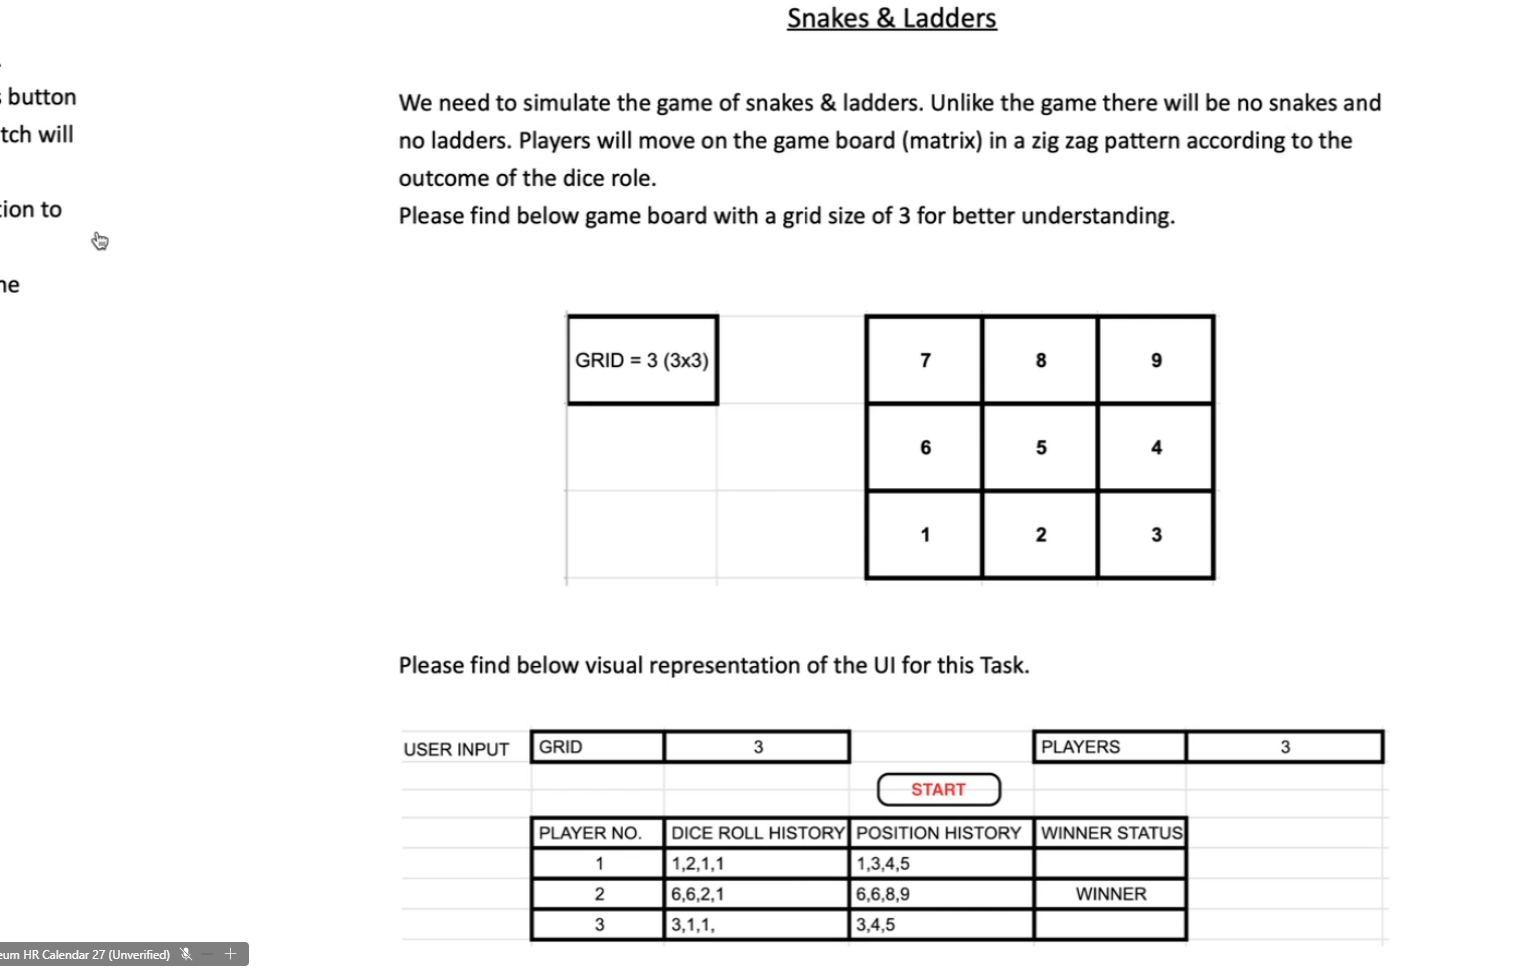 Snakes & Ladders
button
tch will
ion to
We need to simulate the game of snakes & ladders. Unlike the game there will be no snakes and
no ladders. Players will move on the game board (matrix) in a zig zag pattern according to the
outcome of the dice role.
Please find below game board with a grid size of 3 for better understanding.
GRID = 3 (3x3)
7 8 9
6 5 4
1 2 3
Please find below visual representation of the UI for this Task.
USER INPUT GRID 3 PLAYERS 3
START
PLAYER NO. DICE ROLL HISTORY POSITION HISTORY WINNER STATUS
1 1,2,1,1 1,3,4,5
2 6,6,2,1 6,6,8,9 WINNER
3 3,1,1, 3,4,5
eum HR Calendar 27 (Unverified)